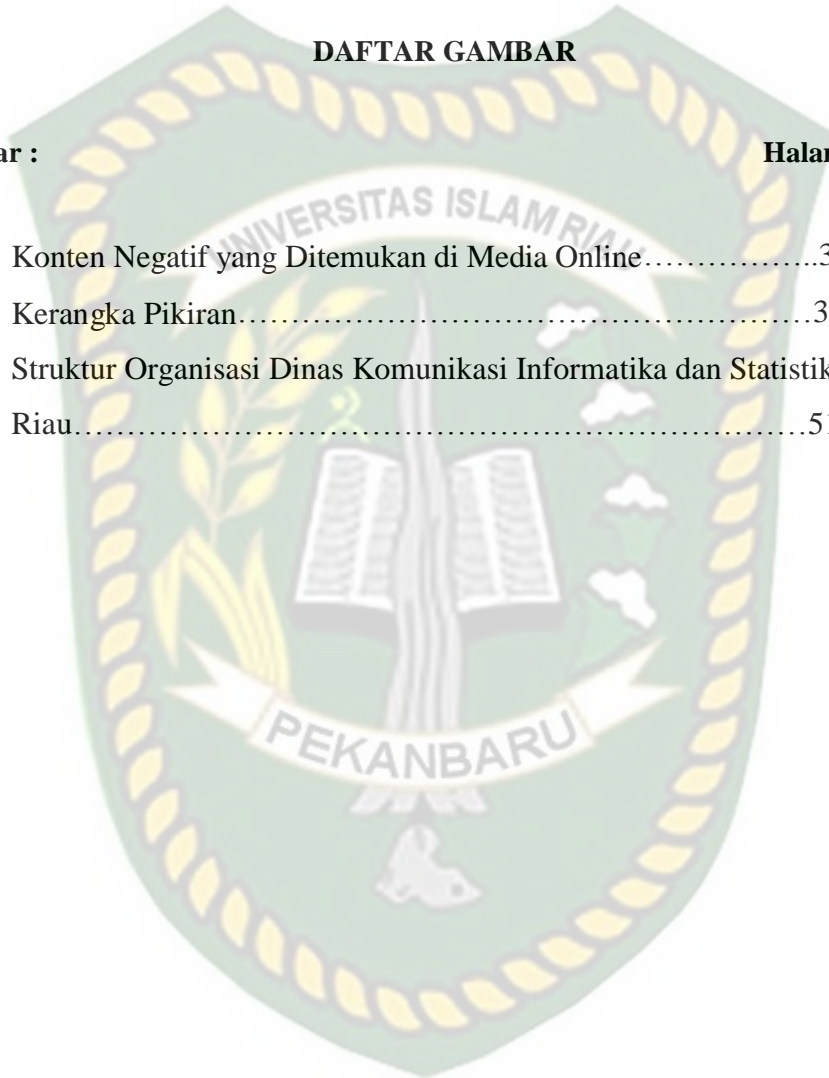 DAFTAR GAMBAR
ar : Halar
UNIVERSITAS ISLAM RIAU
Konten Negatif yang Ditemukan di Media Online……………..3
Kerangka Pikiran………………………………………………3
Struktur Organisasi Dinas Komunikasi Informatika dan Statistik
Riau……………………………………………………………51
PEKANBARU